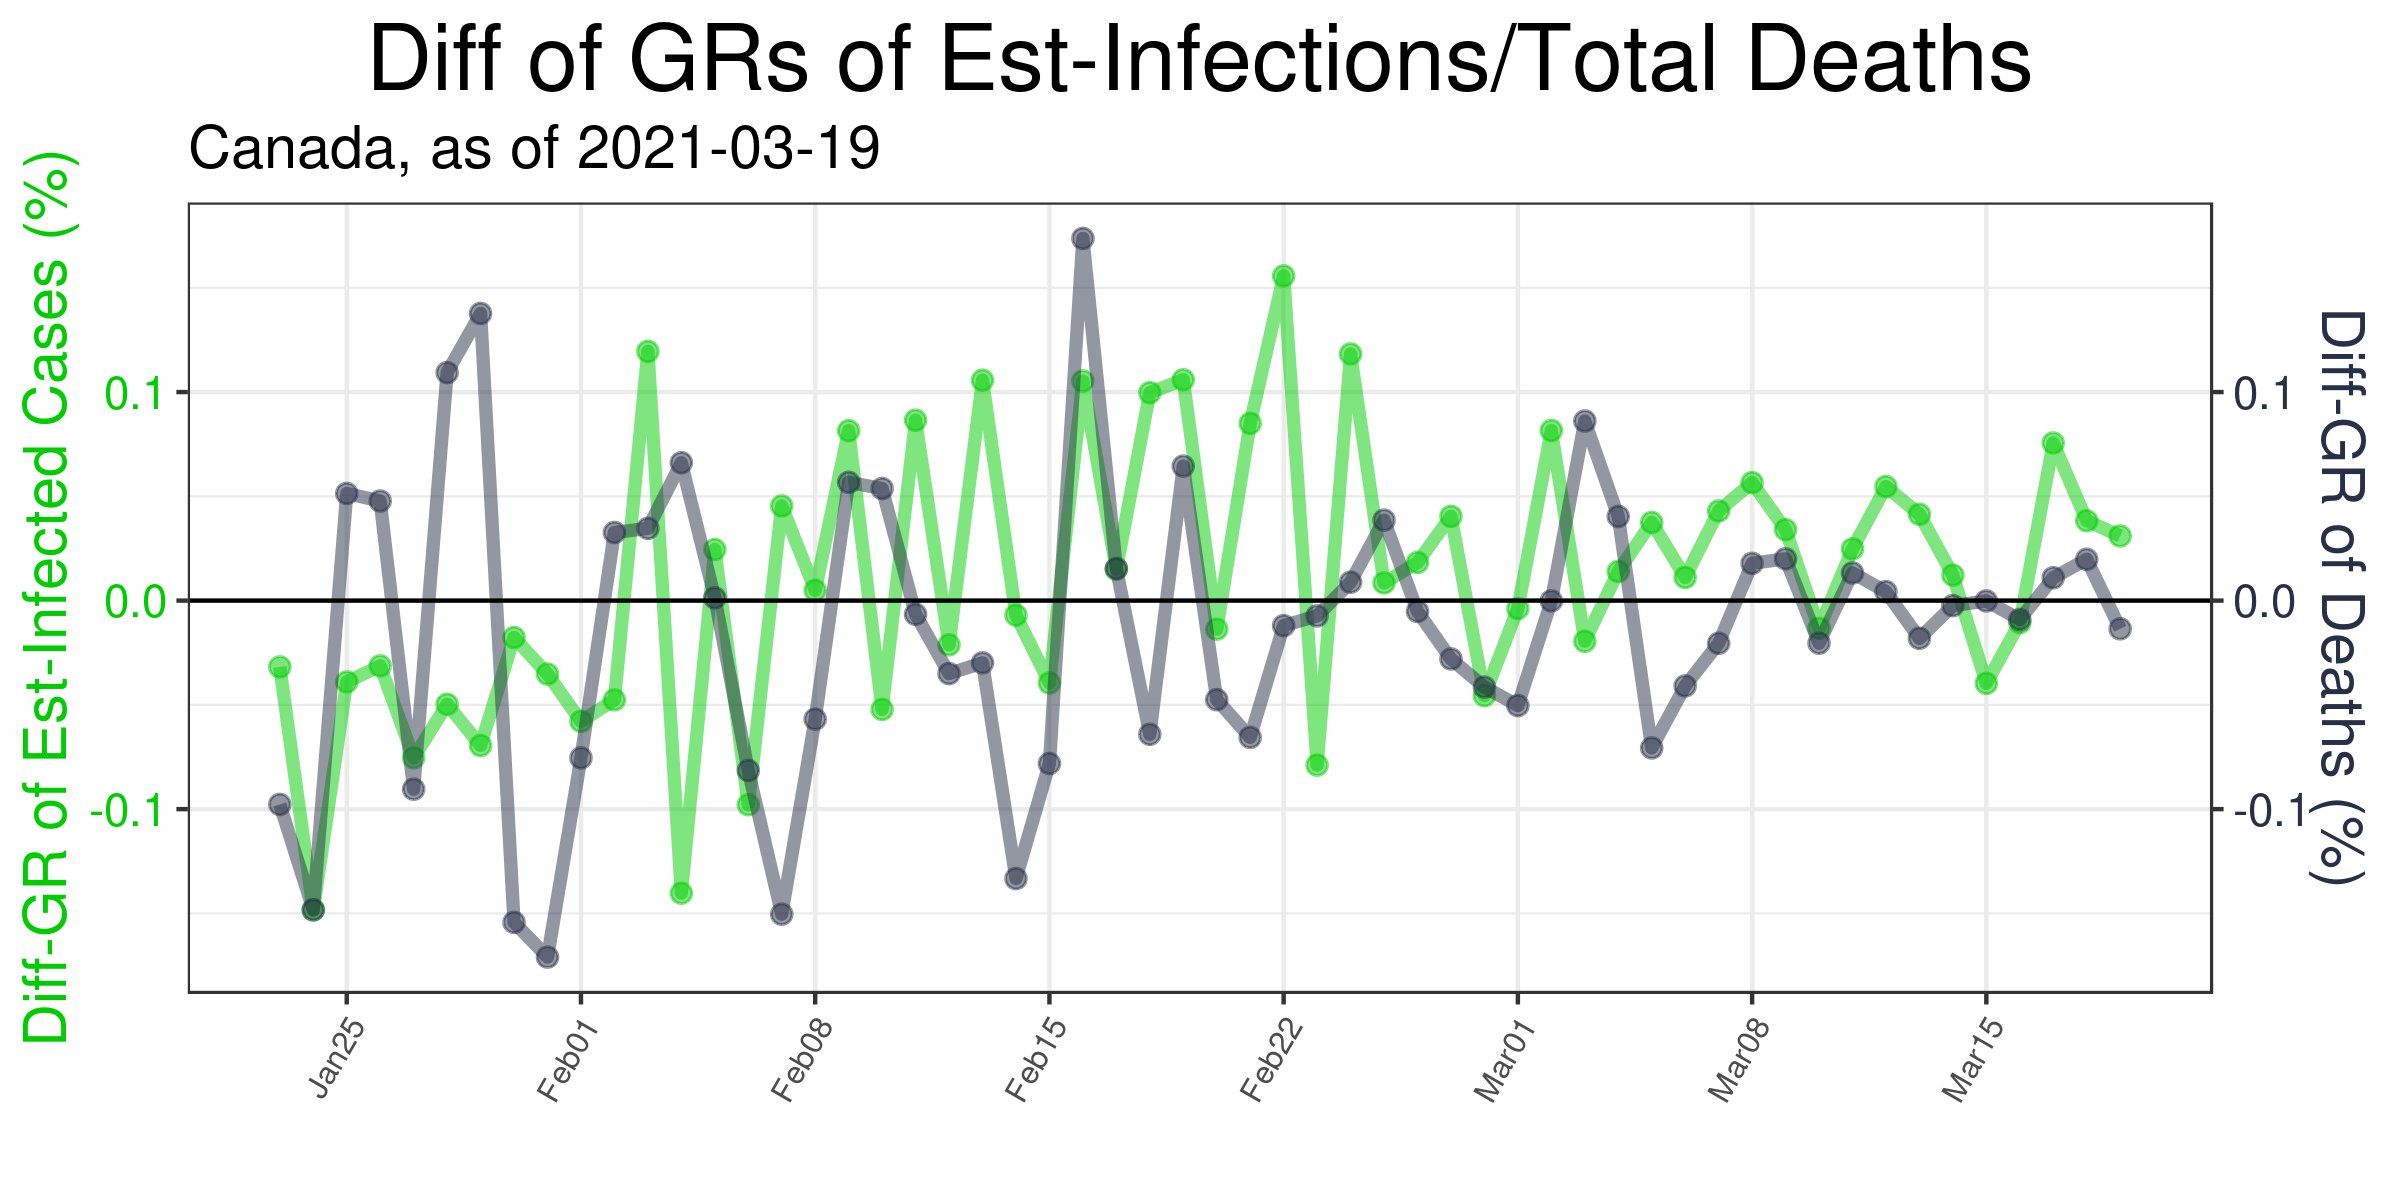 Diff of GRs of Est-Infections/Total Deaths
Canada, as of 2021-03-19
Diff-GR of Est-Infected Cases (%)
0.1
0.0
-0.1
0.1
0.0
-0.1
Diff-GR of Deaths (%)
Jan25
Feb01
Feb08
Feb15
Feb22
Mar01
Mar08
Mar15